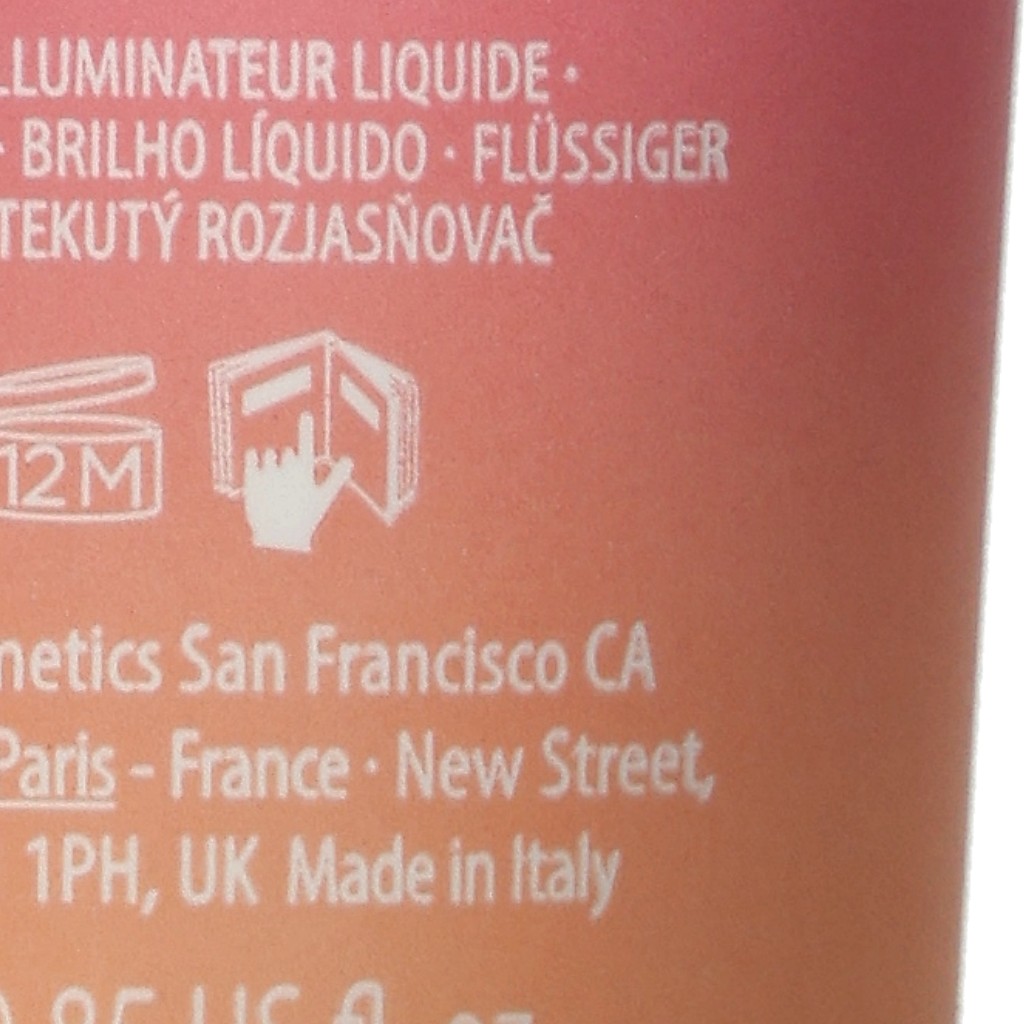 LLUMINATEUR LIQUIDE ·
· BRILHO LÍQUIDO · FLÜSSIGER
TEKUTÝ ROZJASŇOVAČ
12M
metics San Francisco CA
Paris - France · New Street,
1PH, UK Made in Italy